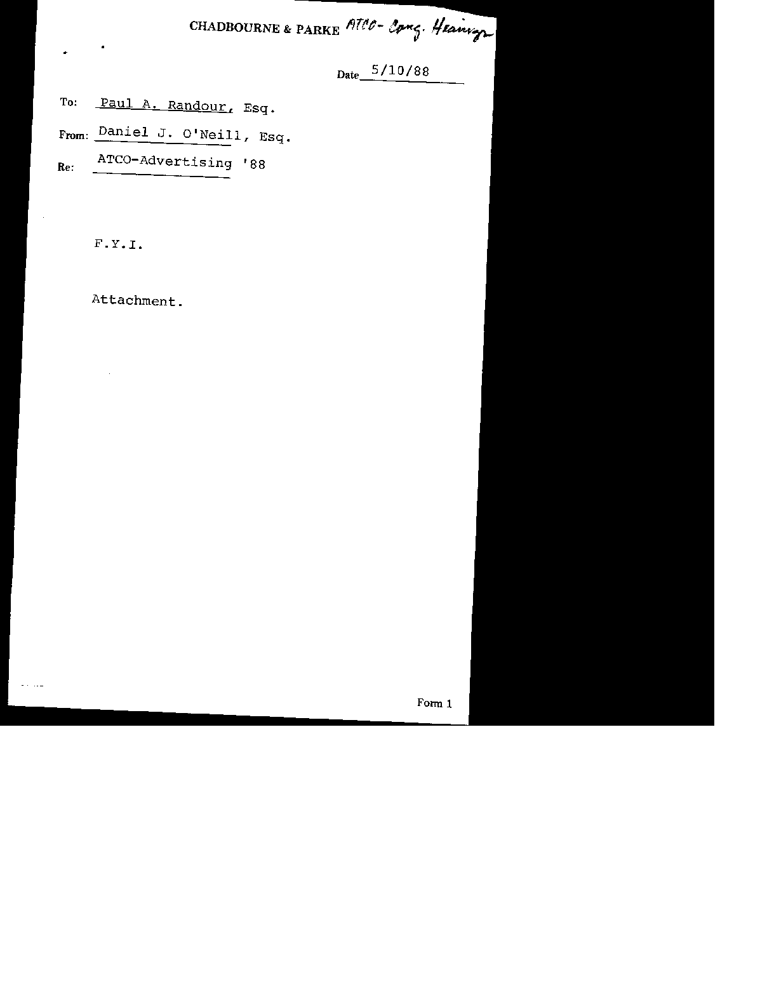 CHADBOURNE & PARKE ATCO- Cong. Hearings
Date 5/10/88
To: Paul A. Randour, Esq.
From: Daniel J. O'Neill, Esq.
Re: ATCO-Advertising '88
F.Y.I.
Attachment.
Form 1